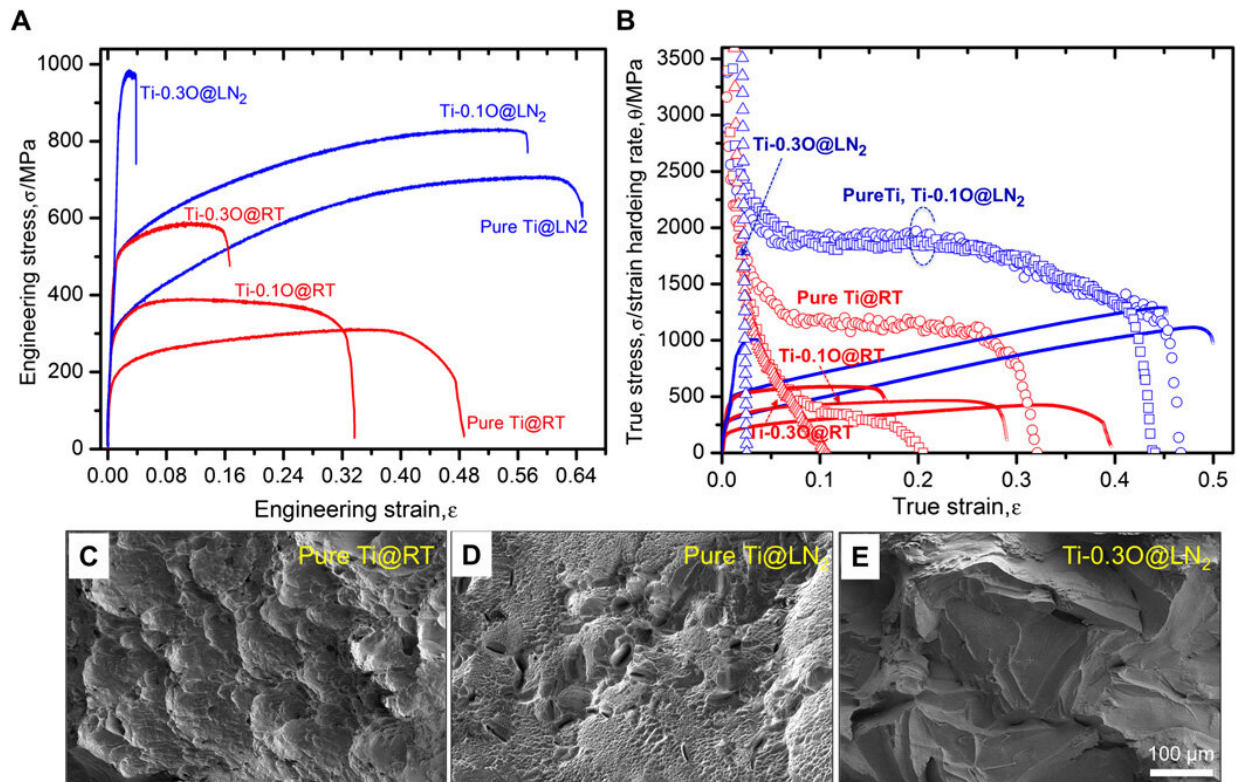 A
Engineering stress,σ/MPa
1000
800
600
400
200
0
Ti-0.3O@LN₂
Ti-0.1O@LN₂
Pure Ti@LN2
Ti-0.3O@RT
Ti-0.1O@RT
Pure Ti@RT
0.00 0.08 0.16 0.24 0.32 0.40 0.48 0.56 0.64
Engineering strain,ε
B
True stress,σ/strain hardeing rate,θ/MPa
3500
3000
2500
2000
1500
1000
500
0
Ti-0.3O@LN₂
PureTi, Ti-0.1O@LN₂
Pure Ti@RT
Ti-0.1O@RT
Ti-0.3O@RT
0.0 0.1 0.2 0.3 0.4 0.5
True strain,ε
C
Pure Ti@RT
D
Pure Ti@LN₂
E
Ti-0.3O@LN₂
100 μm